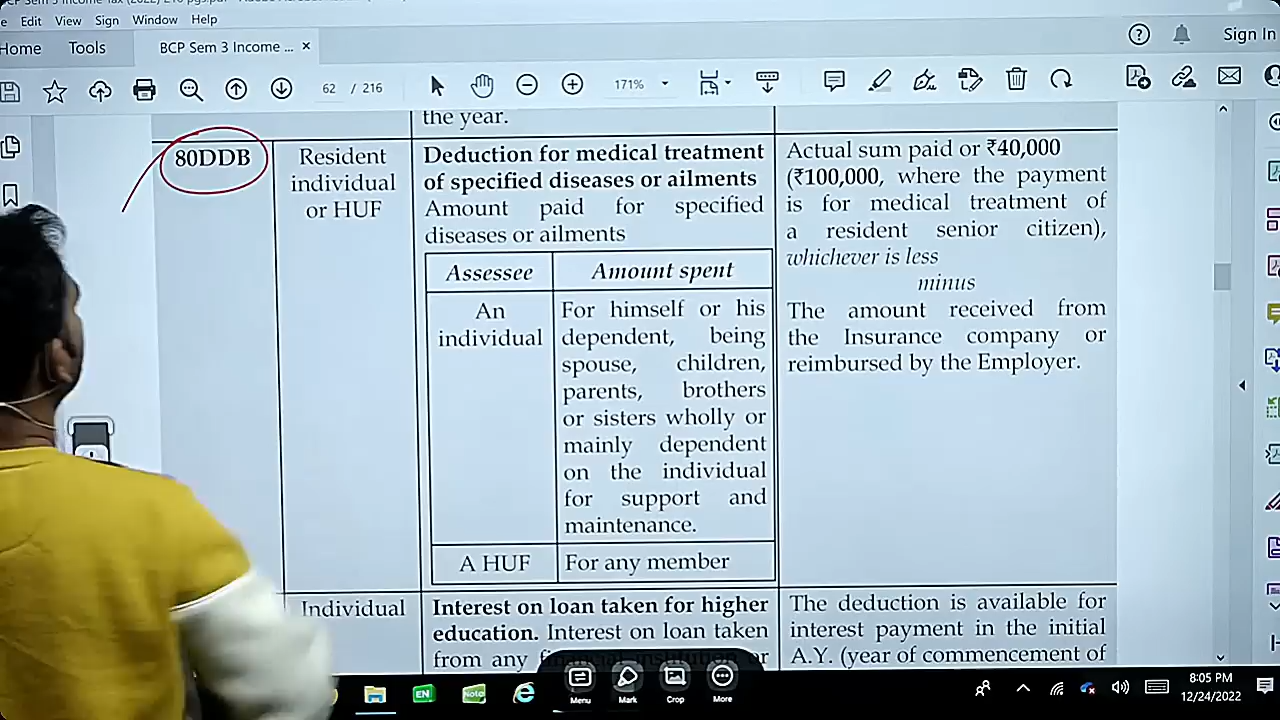 Edit View Sign Window Help
Home Tools BCP Sem 3 Income ... × Sign In
62 / 216 171%
the year.
80DDB
Resident
individual
or HUF
Deduction for medical treatment
of specified diseases or ailments
Amount paid for specified
diseases or ailments
Assessee Amount spent
An
individual
For himself or his
dependent, being
spouse, children,
parents, brothers
or sisters wholly or
mainly dependent
on the individual
for support and
maintenance.
A HUF For any member
Actual sum paid or ₹40,000
(₹100,000, where the payment
is for medical treatment of
a resident senior citizen),
whichever is less
minus
The amount received from
the Insurance company or
reimbursed by the Employer.
Individual
Interest on loan taken for higher
education. Interest on loan taken
from any
The deduction is available for
interest payment in the initial
A.Y. (year of commencement of
Menu Mark Crop More
EN Note
8:05 PM
12/24/2022